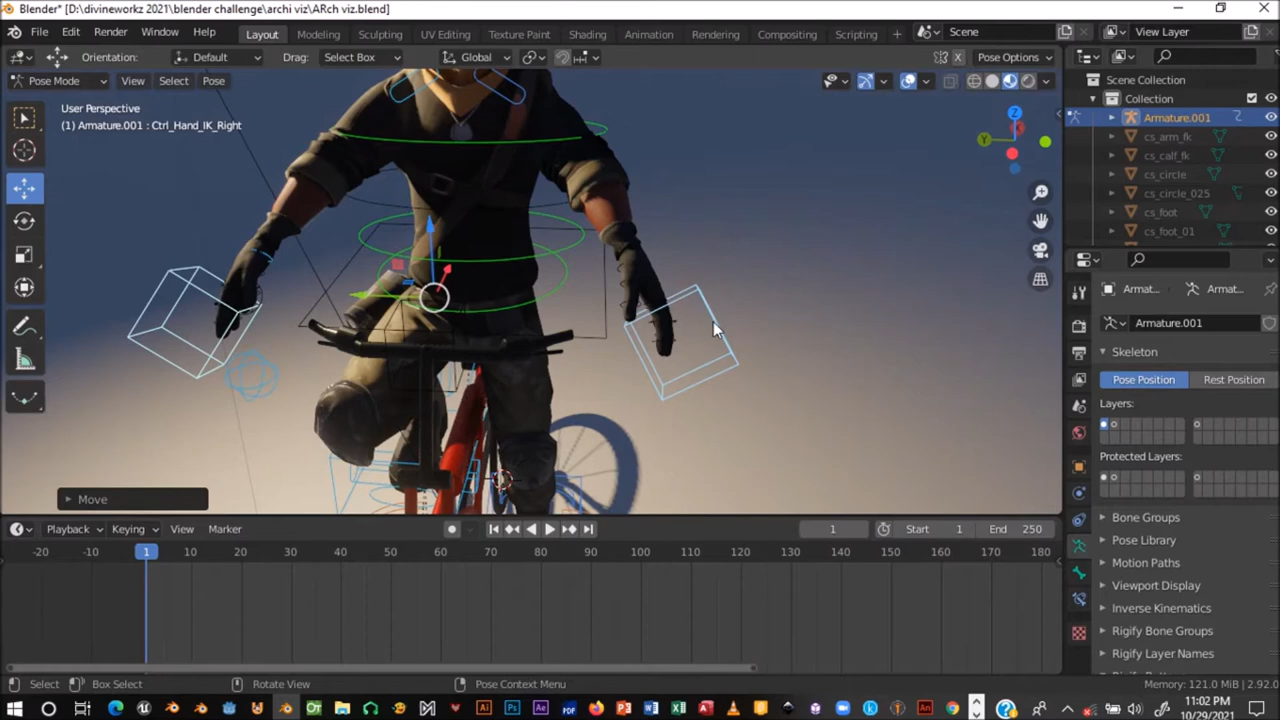 Blender* [D:\divineworkz 2021\blender challenge\archi viz\ARch viz.blend]
File Edit Render Window Help Layout Modeling Sculpting UV Editing Texture Paint Shading Animation Rendering Compositing Scripting + Scene View Layer
Orientation: Default Drag: Select Box Global X Pose Options
Pose Mode View Select Pose
User Perspective
(1) Armature.001 : Ctrl_Hand_IK_Right
Z
Y
Scene Collection
Collection
Armature.001
cs_arm_fk
cs_calf_fk
cs_circle
cs_circle_025
cs_foot
cs_foot_01
Armat... Armat...
Armature.001
Skeleton
Pose Position Rest Position
Layers:
Protected Layers:
Bone Groups
Pose Library
Motion Paths
Viewport Display
Inverse Kinematics
Rigify Bone Groups
Rigify Layer Names
Move
Playback Keying View Marker 1 Start 1 End 250
-20 -10 1 10 20 30 40 50 60 70 80 90 100 110 120 130 140 150 160 170 180
Select Box Select Rotate View Pose Context Menu Memory: 121.0 MiB | 2.92.0
11:02 PM
10/29/2021